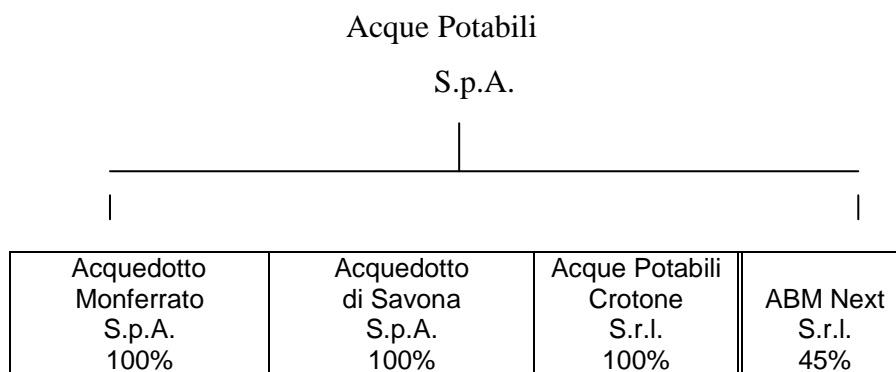 Acque Potabili
S.p.A.
Acquedotto
Monferrato
S.p.A.
100%
Acquedotto
di Savona
S.p.A.
100%
Acque Potabili
Crotone
S.r.l.
100%
ABM Next
S.r.l.
45%